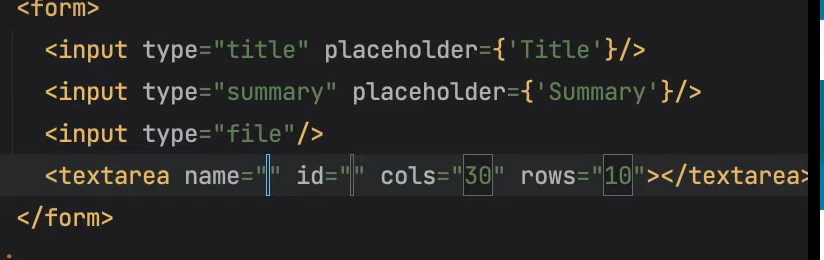 <form>
<input type="title" placeholder={'Title'}/>
<input type="summary" placeholder={'Summary'}/>
<input type="file"/>
<textarea name="" id="" cols="30" rows="10"></textarea>
</form>